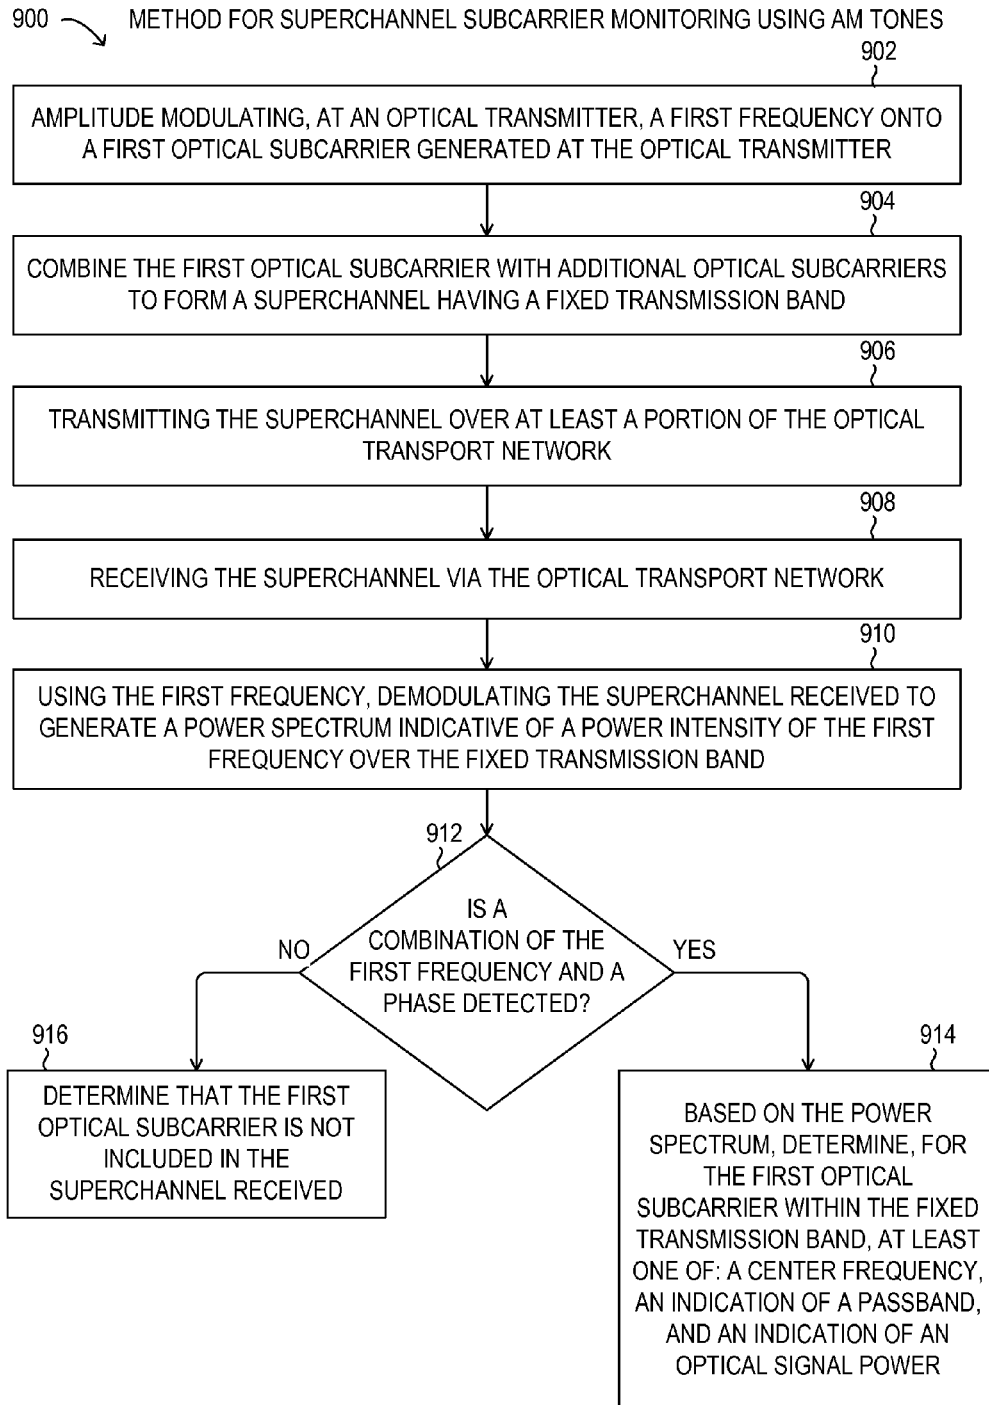 900 METHOD FOR SUPERCHANNEL SUBCARRIER MONITORING USING AM TONES
902
AMPLITUDE MODULATING, AT AN OPTICAL TRANSMITTER, A FIRST FREQUENCY ONTO
A FIRST OPTICAL SUBCARRIER GENERATED AT THE OPTICAL TRANSMITTER
904
COMBINE THE FIRST OPTICAL SUBCARRIER WITH ADDITIONAL OPTICAL SUBCARRIERS
TO FORM A SUPERCHANNEL HAVING A FIXED TRANSMISSION BAND
906
TRANSMITTING THE SUPERCHANNEL OVER AT LEAST A PORTION OF THE OPTICAL
TRANSPORT NETWORK
908
RECEIVING THE SUPERCHANNEL VIA THE OPTICAL TRANSPORT NETWORK
910
USING THE FIRST FREQUENCY, DEMODULATING THE SUPERCHANNEL RECEIVED TO
GENERATE A POWER SPECTRUM INDICATIVE OF A POWER INTENSITY OF THE FIRST
FREQUENCY OVER THE FIXED TRANSMISSION BAND
912
IS A
COMBINATION OF THE
FIRST FREQUENCY AND A
PHASE DETECTED?
NO
YES
916
DETERMINE THAT THE FIRST
OPTICAL SUBCARRIER IS NOT
INCLUDED IN THE
SUPERCHANNEL RECEIVED
914
BASED ON THE POWER
SPECTRUM, DETERMINE, FOR
THE FIRST OPTICAL
SUBCARRIER WITHIN THE FIXED
TRANSMISSION BAND, AT LEAST
ONE OF: A CENTER FREQUENCY,
AN INDICATION OF A PASSBAND,
AND AN INDICATION OF AN
OPTICAL SIGNAL POWER